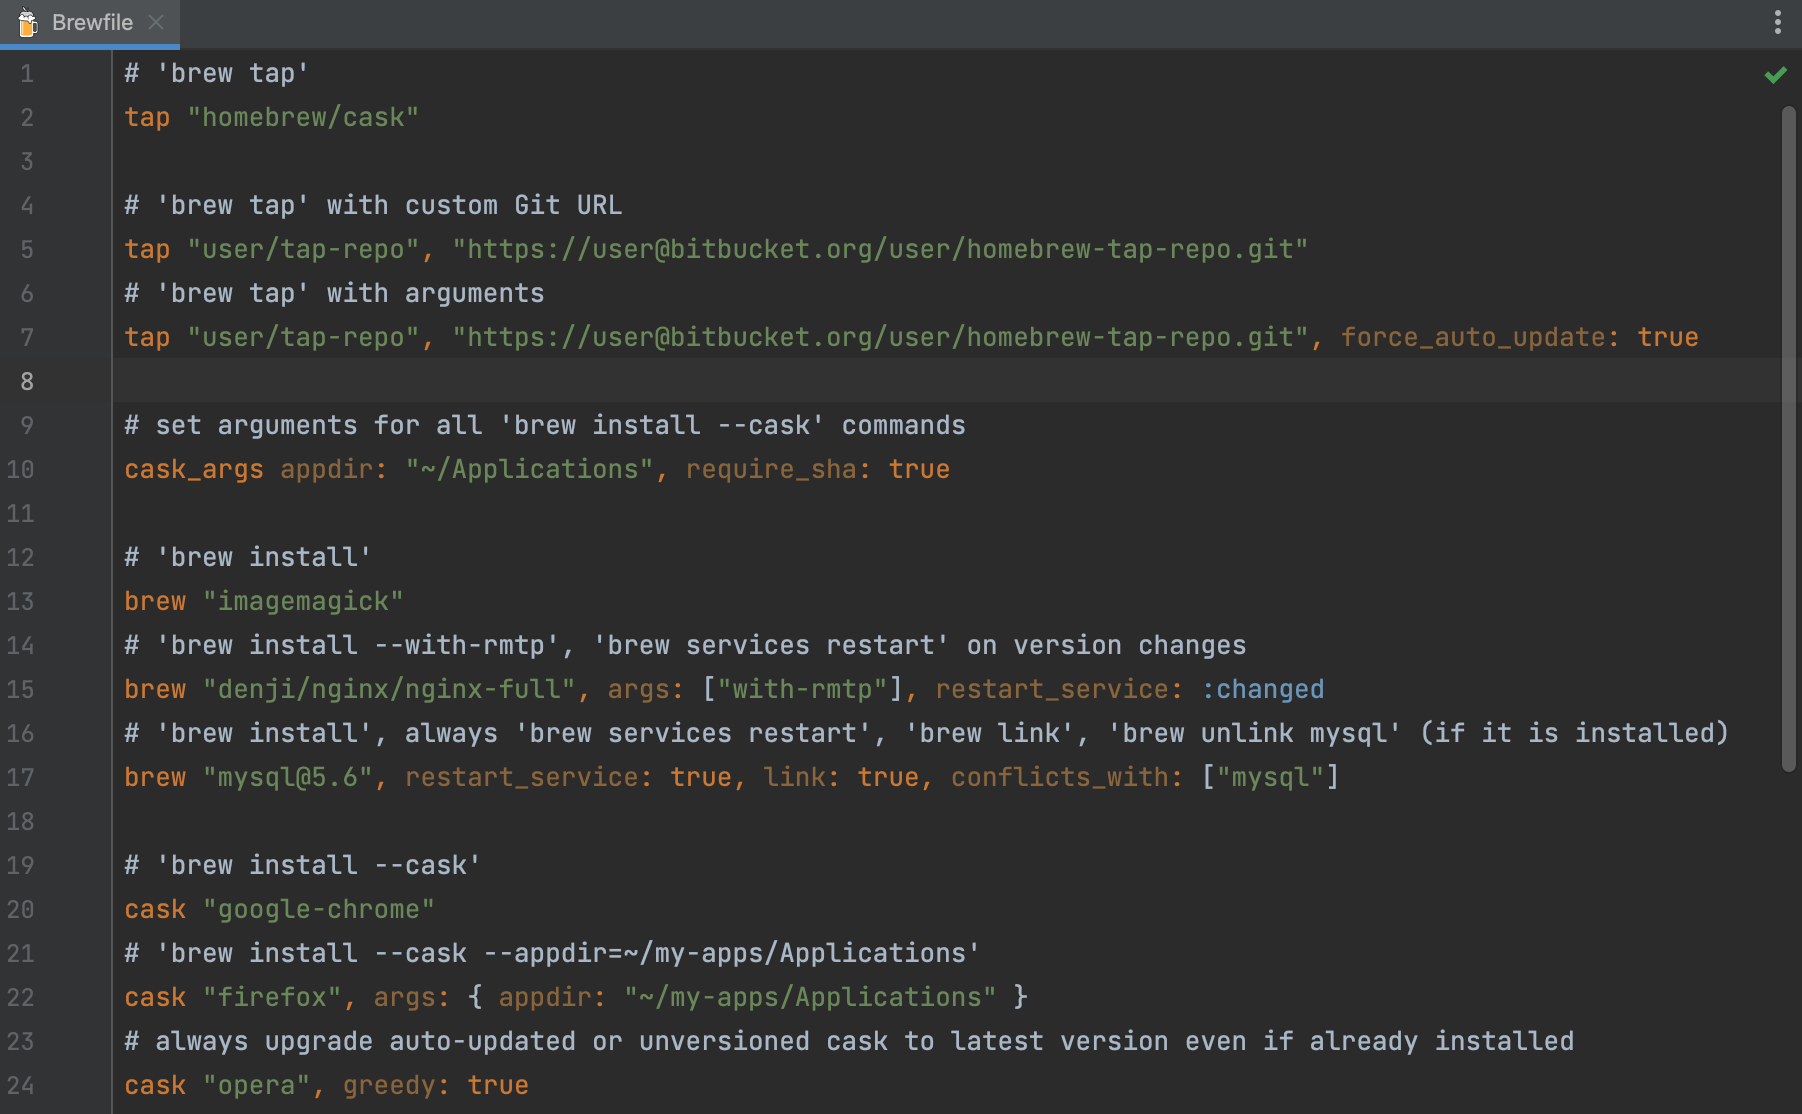 Brewfile
1 # 'brew tap'
2 tap "homebrew/cask"
3
4 # 'brew tap' with custom Git URL
5 tap "user/tap-repo", "https://user@bitbucket.org/user/homebrew-tap-repo.git"
6 # 'brew tap' with arguments
7 tap "user/tap-repo", "https://user@bitbucket.org/user/homebrew-tap-repo.git", force_auto_update: true
8
9 # set arguments for all 'brew install --cask' commands
10 cask_args appdir: "~/Applications", require_sha: true
11
12 # 'brew install'
13 brew "imagemagick"
14 # 'brew install --with-rmtp', 'brew services restart' on version changes
15 brew "denji/nginx/nginx-full", args: ["with-rmtp"], restart_service: :changed
16 # 'brew install', always 'brew services restart', 'brew link', 'brew unlink mysql' (if it is installed)
17 brew "mysql@5.6", restart_service: true, link: true, conflicts_with: ["mysql"]
18
19 # 'brew install --cask'
20 cask "google-chrome"
21 # 'brew install --cask --appdir=~/my-apps/Applications'
22 cask "firefox", args: { appdir: "~/my-apps/Applications" }
23 # always upgrade auto-updated or unversioned cask to latest version even if already installed
24 cask "opera", greedy: true